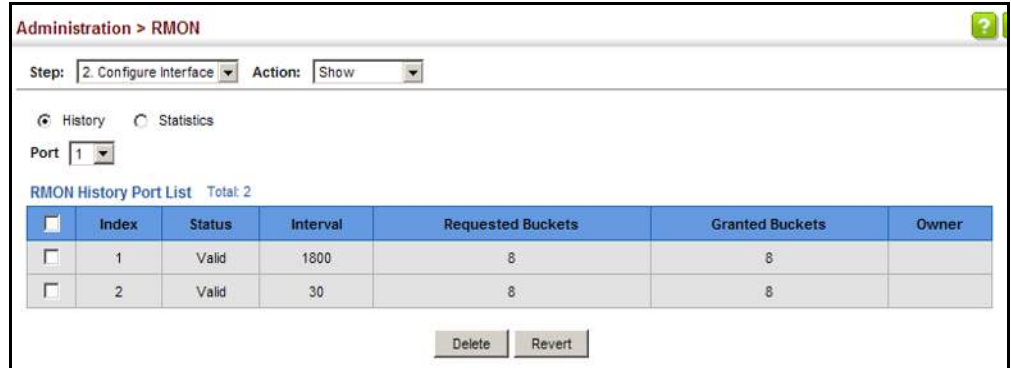 Administration > RMON ?
Step: 2. Configure Interface Action: Show
History Statistics
Port 1
RMON History Port List Total: 2
Index Status Interval Requested Buckets Granted Buckets Owner
1 Valid 1800 8 8
2 Valid 30 8 8
Delete Revert